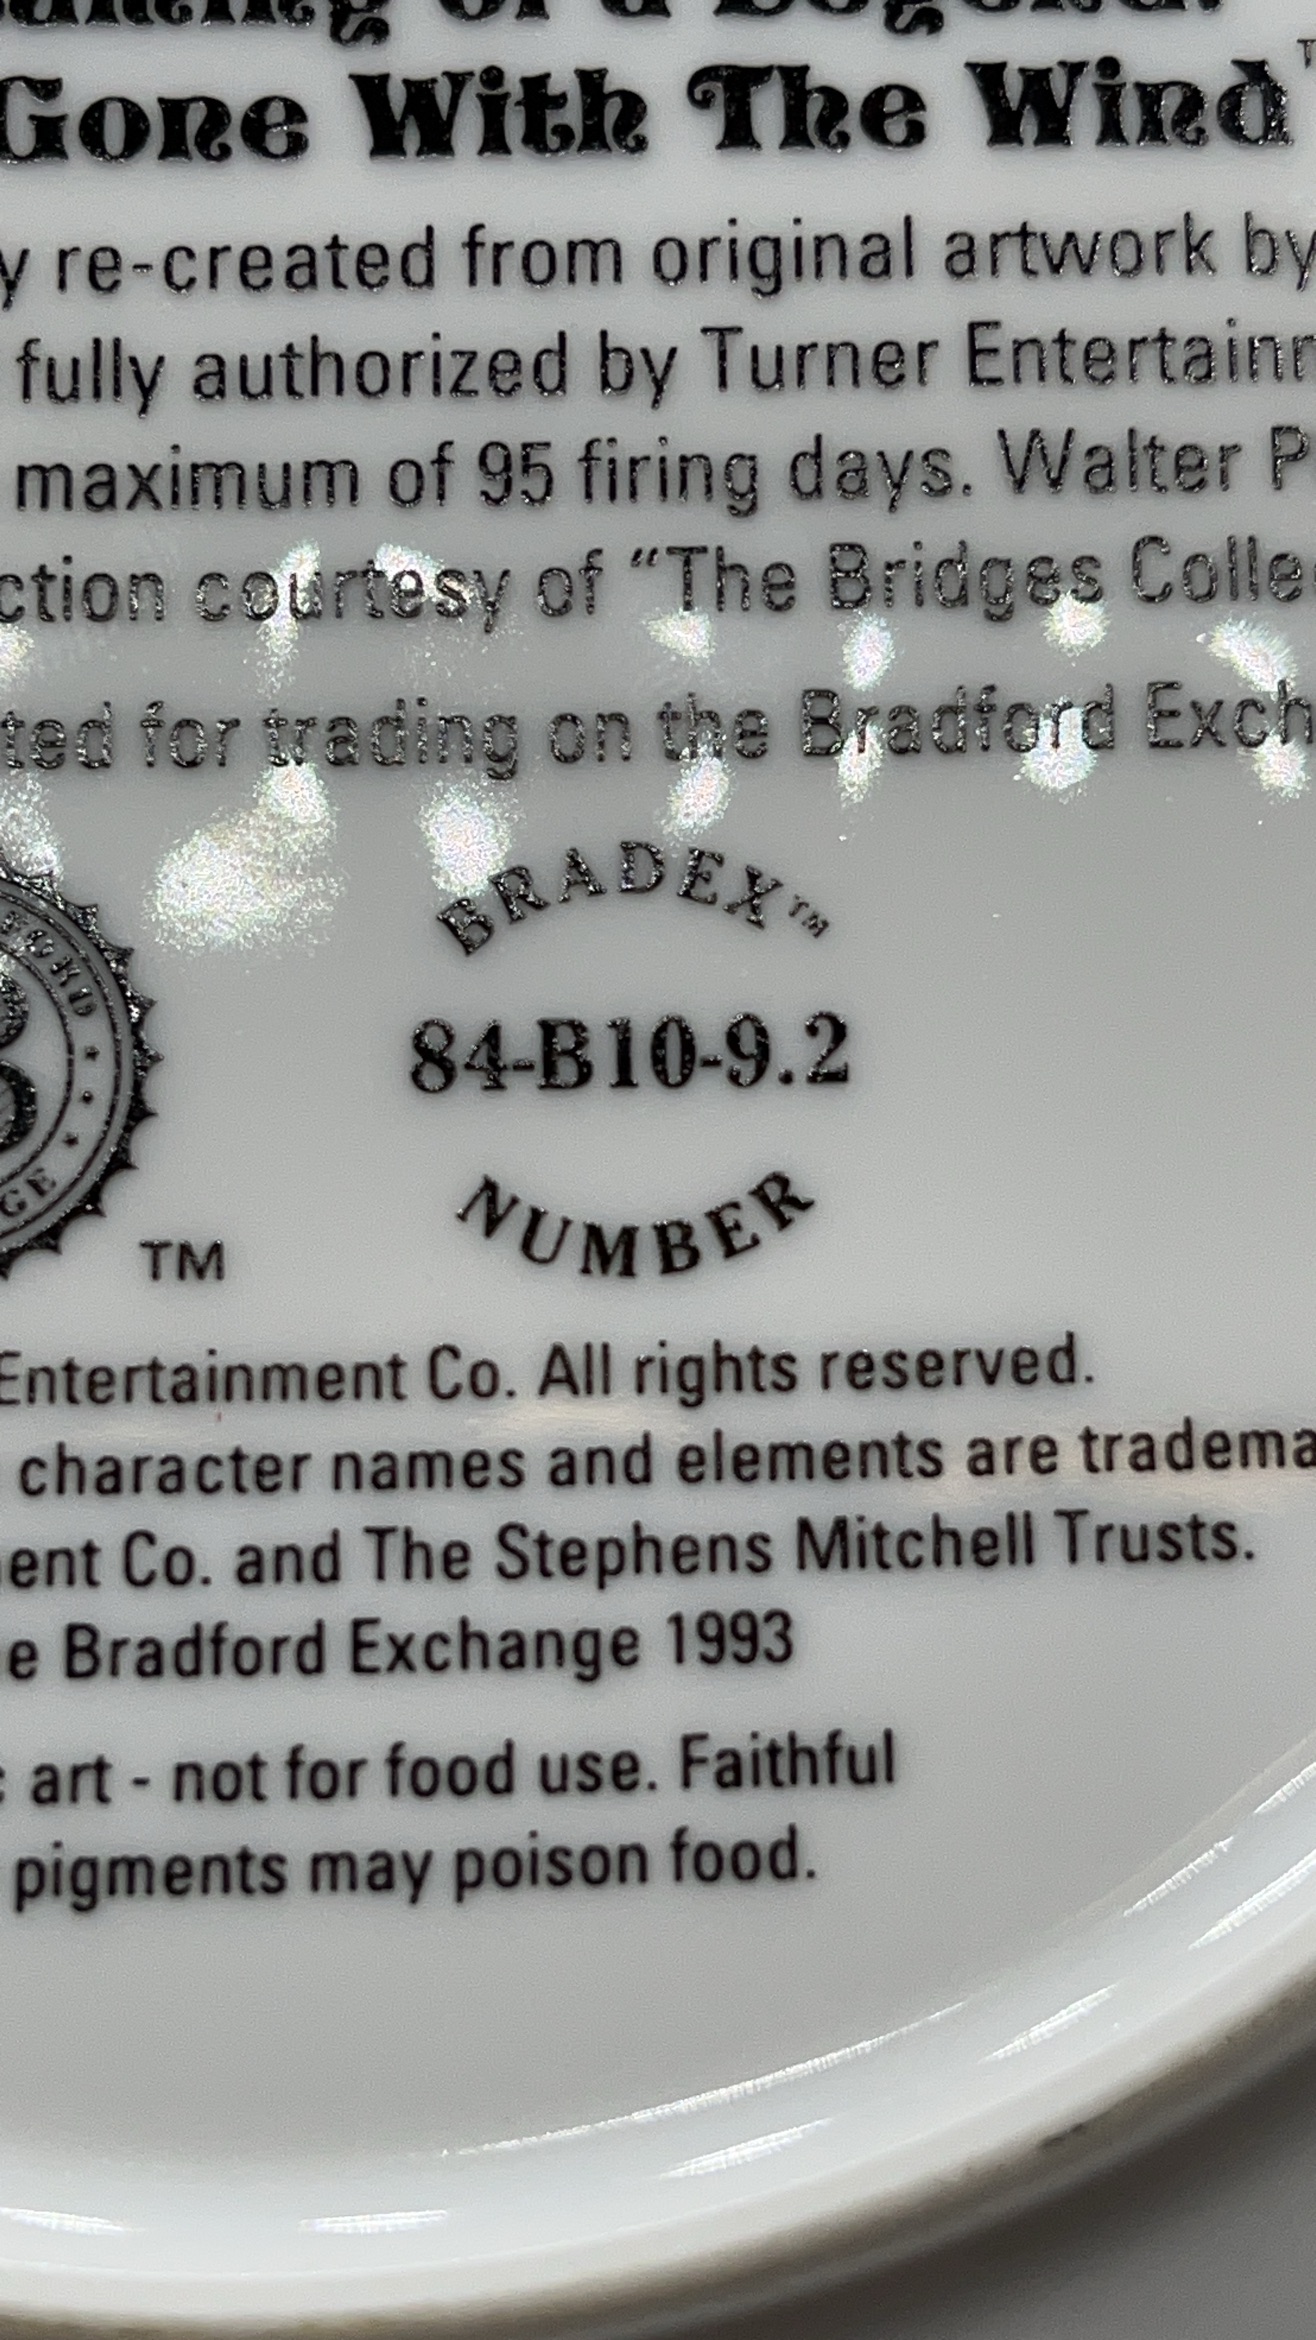 Gone With The Wind
y re-created from original artwork by
fully authorized by Turner Entertainm
maximum of 95 firing days. Walter P
ction courtesy of “The Bridges Collec
ted for trading on the Bradford Exch
BRADEX™
84-B10-9.2
NUMBER
TM
Entertainment Co. All rights reserved.
character names and elements are tradema
ent Co. and The Stephens Mitchell Trusts.
e Bradford Exchange 1993
art - not for food use. Faithful
pigments may poison food.